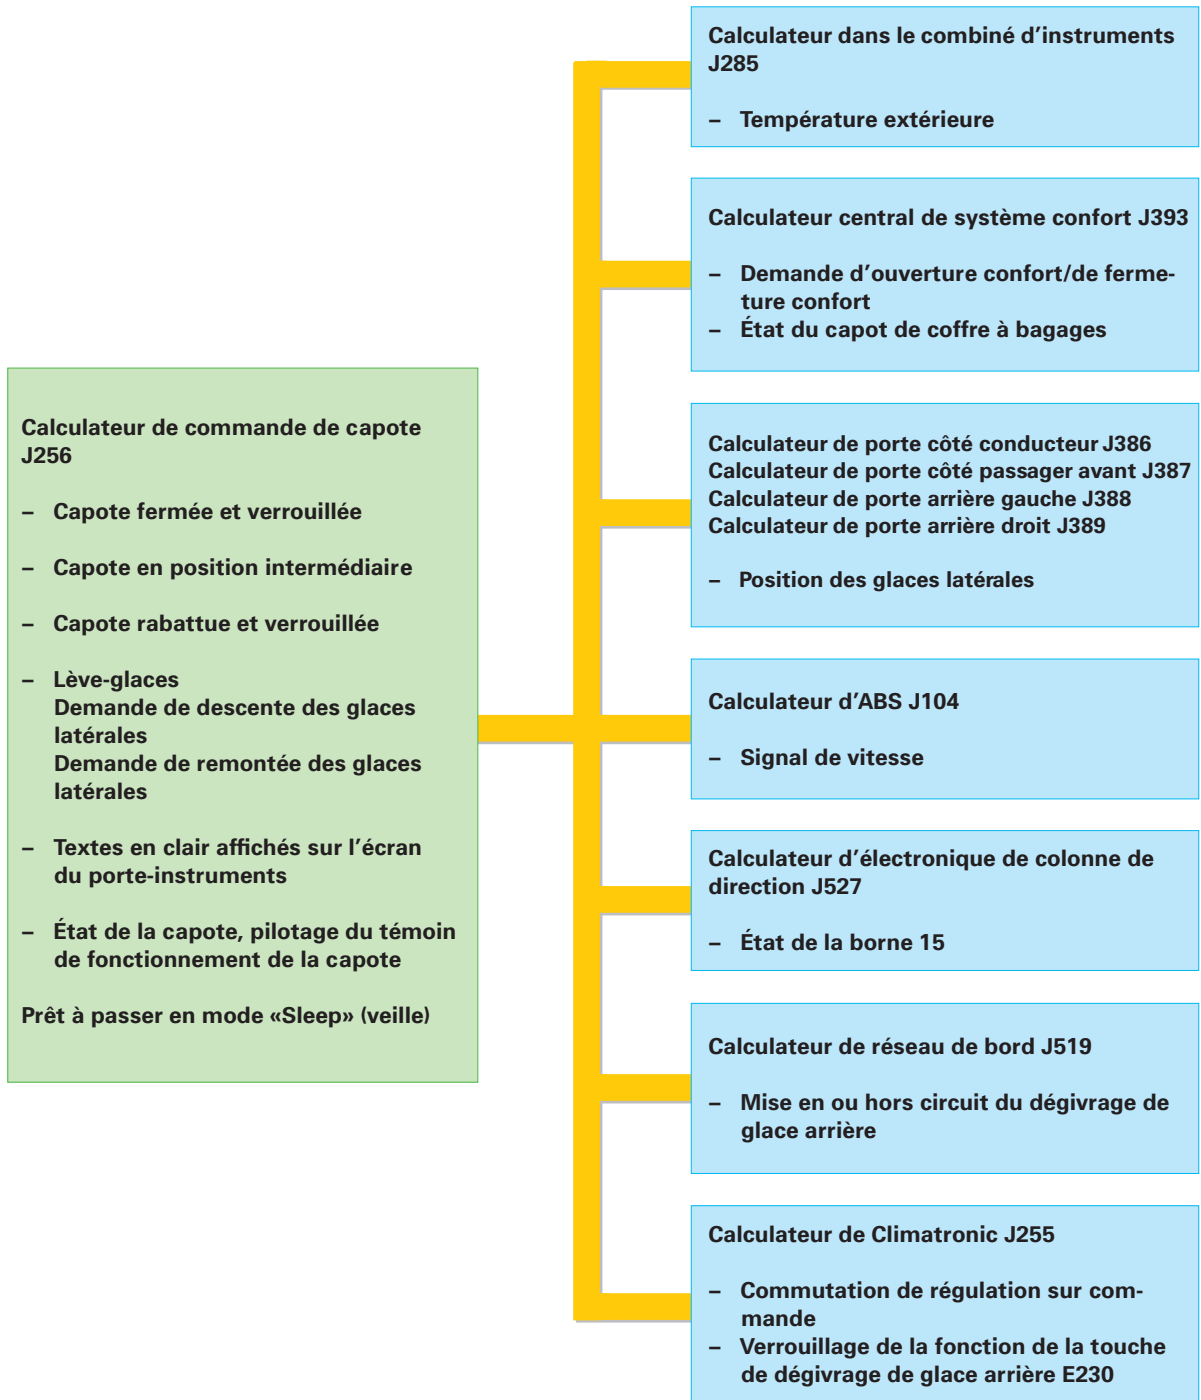 Calculateur de commande de capote
J256
– Capote fermée et verrouillée
– Capote en position intermédiaire
– Capote rabattue et verrouillée
– Lève-glaces
Demande de descente des glaces
latérales
Demande de remontée des glaces
latérales
– Textes en clair affichés sur l'écran
du porte-instruments
– État de la capote, pilotage du témoin
de fonctionnement de la capote
Prêt à passer en mode «Sleep» (veille)
Calculateur dans le combiné d'instruments
J285
– Température extérieure
Calculateur central de système confort J393
– Demande d'ouverture confort/de ferme-
ture confort
– État du capot de coffre à bagages
Calculateur de porte côté conducteur J386
Calculateur de porte côté passager avant J387
Calculateur de porte arrière gauche J388
Calculateur de porte arrière droit J389
– Position des glaces latérales
Calculateur d'ABS J104
– Signal de vitesse
Calculateur d'électronique de colonne de
direction J527
– État de la borne 15
Calculateur de réseau de bord J519
– Mise en ou hors circuit du dégivrage de
glace arrière
Calculateur de Climatronic J255
– Commutation de régulation sur com-
mande
– Verrouillage de la fonction de la touche
de dégivrage de glace arrière E230